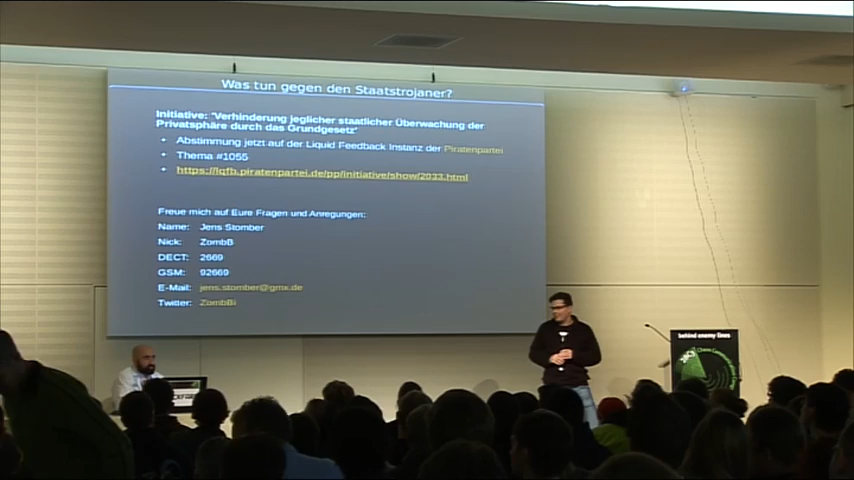 Was tun gegen den Staatstrojaner?
Initiative: "Verhinderung jeglicher staatlicher Überwachung der
Privatsphäre durch das Grundgesetz"
• Abstimmung jetzt auf der Liquid Feedback Instanz der Piratenpartei
• Thema #1055
• https://lqfb.piratenpartei.de/pp/initiative/show/2033.html
Freue mich auf Eure Fragen und Anregungen:
Name: Jens Stomber
Nick: ZombB
DECT: 2669
GSM: 92669
E-Mail: jens.stomber@gmx.de
Twitter: ZombBi
behind enemy lines